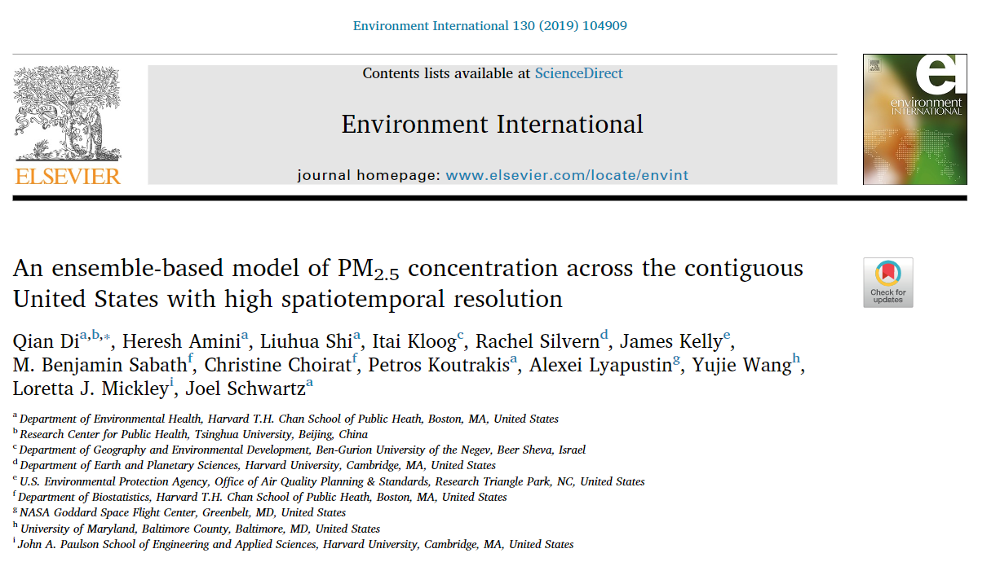 Environment International 130 (2019) 104909
Contents lists available at ScienceDirect
Environment International
journal homepage: www.elsevier.com/locate/envint
ELSEVIER
ei
environment
INTERNATIONAL
An ensemble-based model of PM2.5 concentration across the contiguous
United States with high spatiotemporal resolution
Check for
updates
Qian Di a,b,*, Heresh Amini a, Liuhua Shi a, Itai Kloog c, Rachel Silvern d, James Kelly e,
M. Benjamin Sabath f, Christine Choirat f, Petros Koutrakis a, Alexei Lyapustin g, Yujie Wang h,
Loretta J. Mickley i, Joel Schwartz a
a Department of Environmental Health, Harvard T.H. Chan School of Public Heath, Boston, MA, United States
b Research Center for Public Health, Tsinghua University, Beijing, China
c Department of Geography and Environmental Development, Ben-Gurion University of the Negev, Beer Sheva, Israel
d Department of Earth and Planetary Sciences, Harvard University, Cambridge, MA, United States
e U.S. Environmental Protection Agency, Office of Air Quality Planning & Standards, Research Triangle Park, NC, United States
f Department of Biostatistics, Harvard T.H. Chan School of Public Heath, Boston, MA, United States
g NASA Goddard Space Flight Center, Greenbelt, MD, United States
h University of Maryland, Baltimore County, Baltimore, MD, United States
i John A. Paulson School of Engineering and Applied Sciences, Harvard University, Cambridge, MA, United States